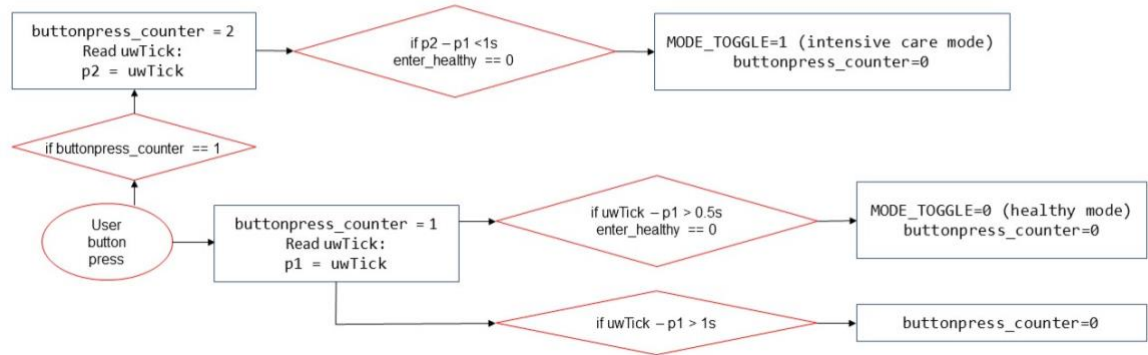 buttonpress_counter = 2
Read uwTick:
p2 = uwTick
if p2 – p1 <1s
enter_healthy == 0
MODE_TOGGLE=1 (intensive care mode)
buttonpress_counter=0
if buttonpress_counter == 1
User
button
press
buttonpress_counter = 1
Read uwTick:
p1 = uwTick
if uwTick – p1 > 0.5s
enter_healthy == 0
MODE_TOGGLE=0 (healthy mode)
buttonpress_counter=0
if uwTick – p1 > 1s
buttonpress_counter=0